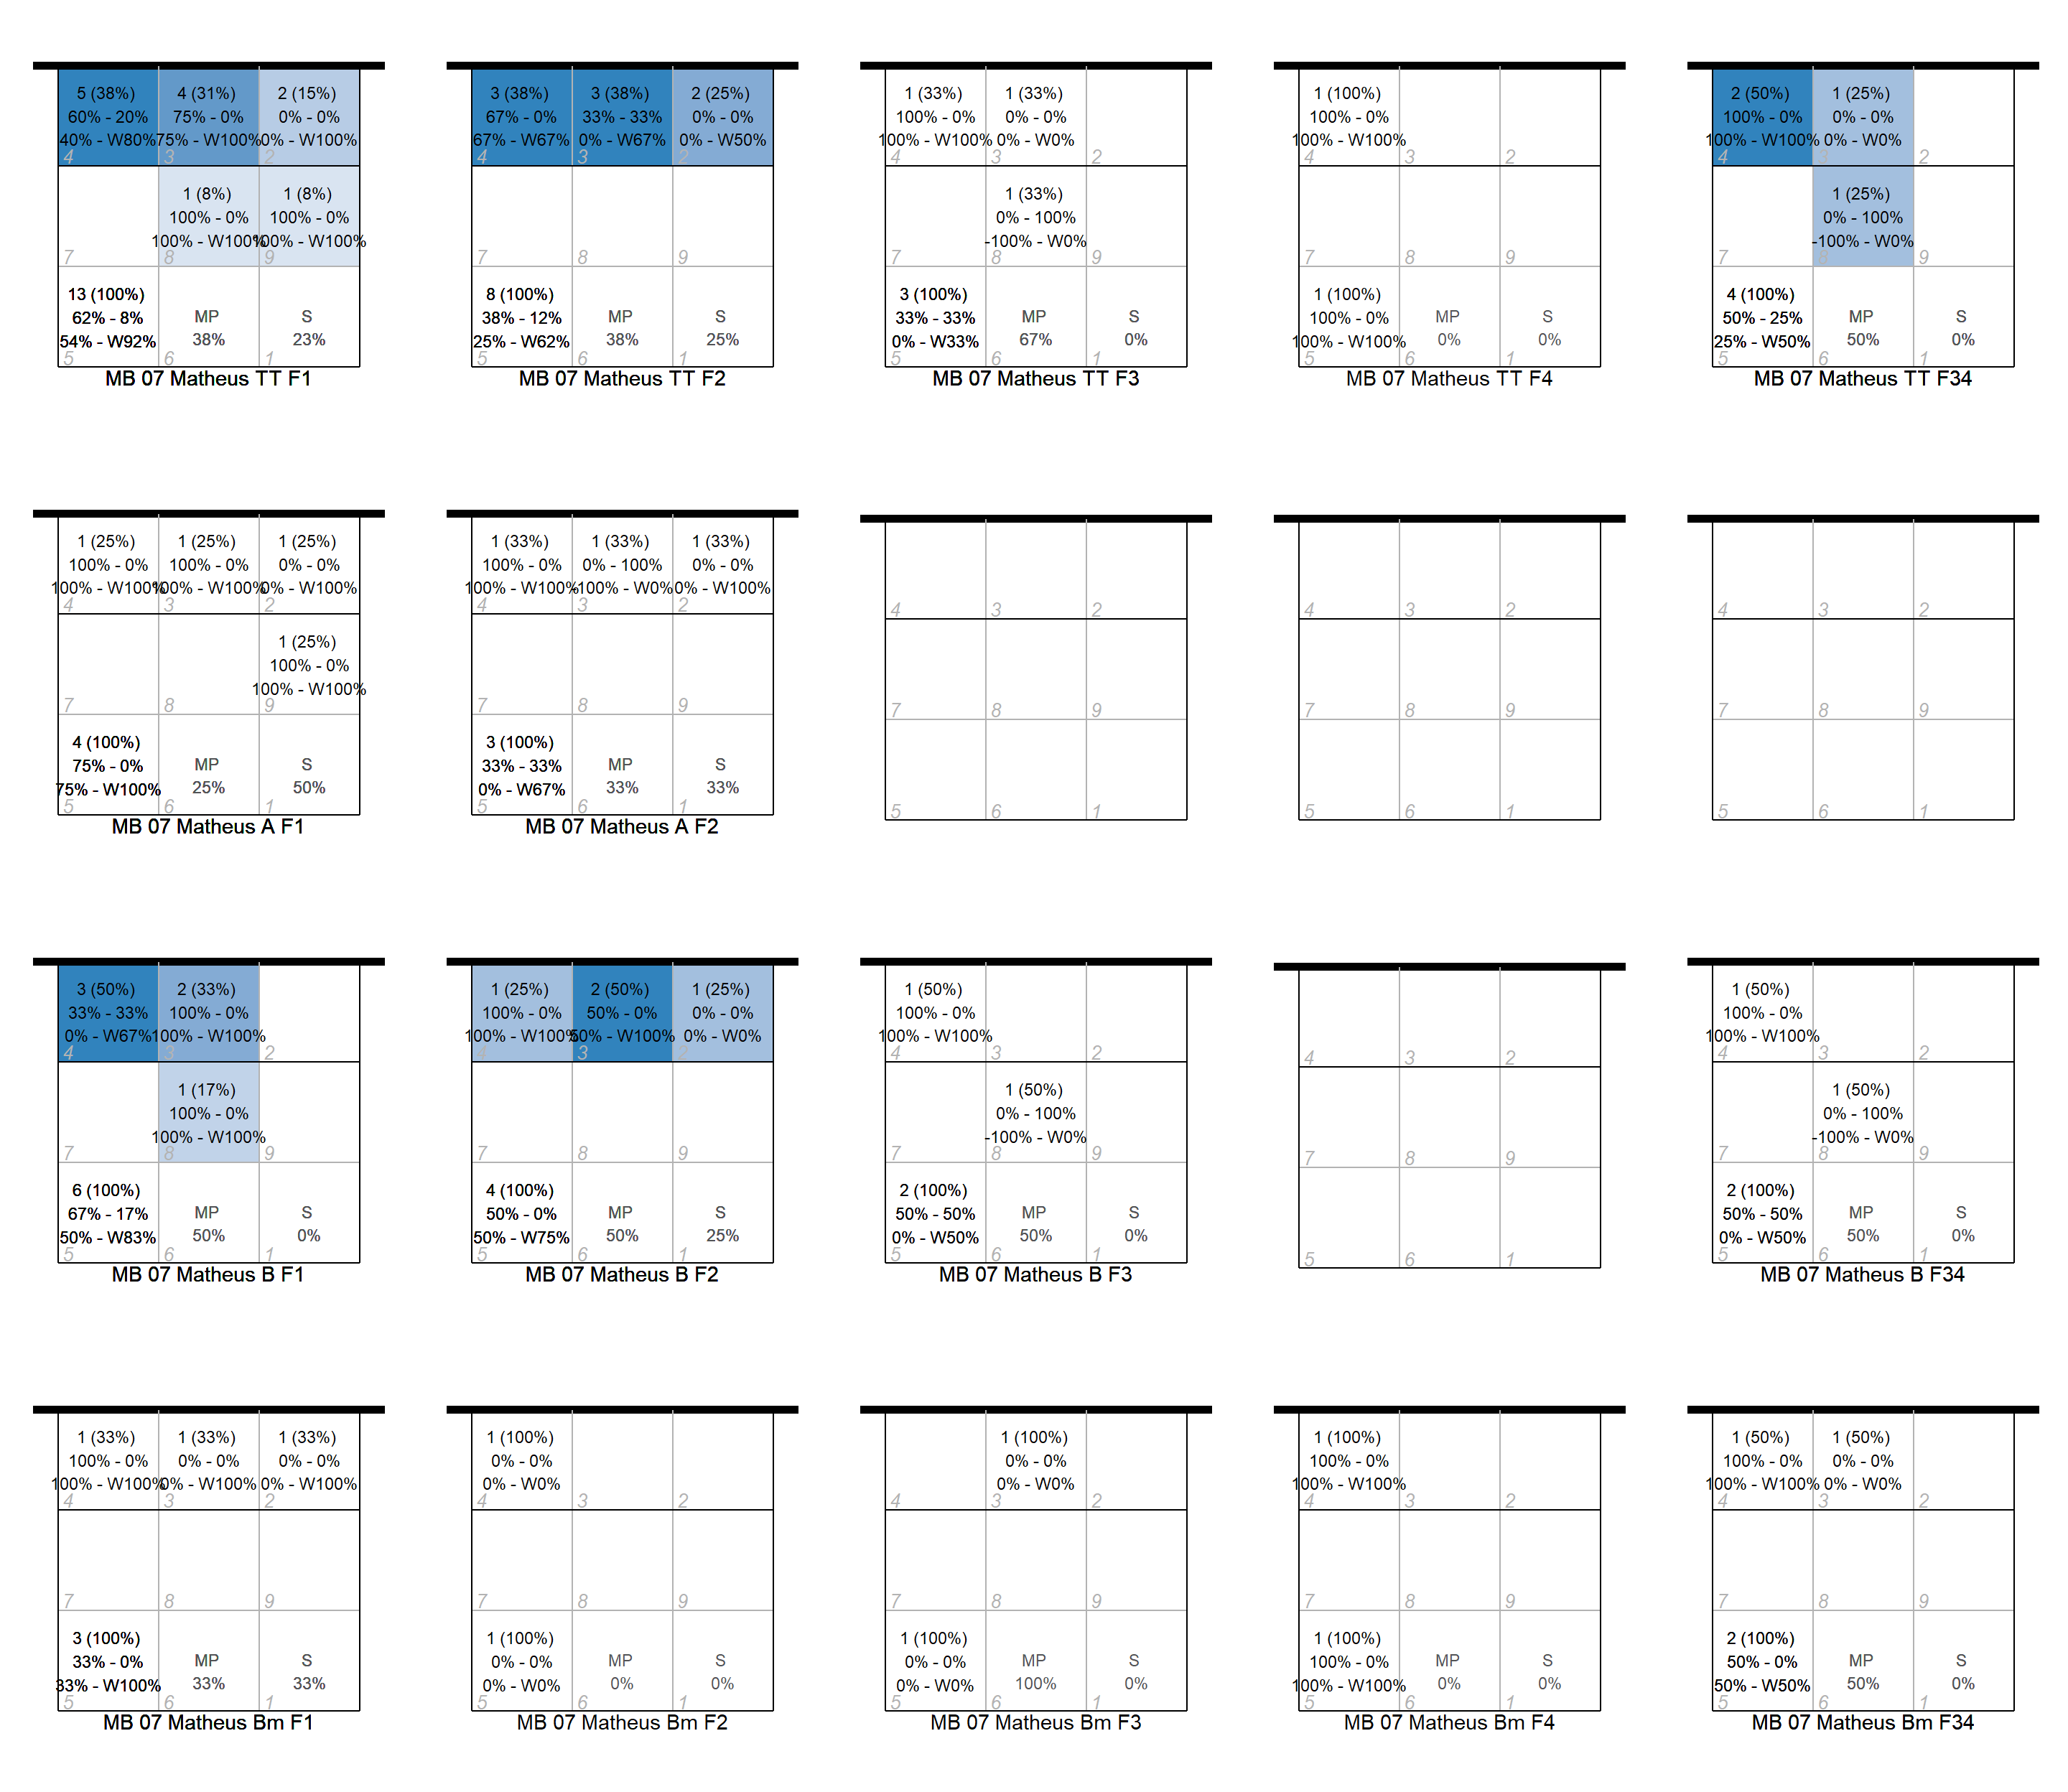 5 (38%)
60% - 20%
40% - W80%
4
4 (31%)
75% - 0%
75% - W100%
3
2 (15%)
0% - 0%
0% - W100%
2
7
1 (8%)
100% - 0%
100% - W100%
8
1 (8%)
100% - 0%
100% - W100%
9
13 (100%)
62% - 8%
54% - W92%
5
MP
38%
6
S
23%
1
MB 07 Matheus TT F1
3 (38%)
67% - 0%
67% - W67%
4
3 (38%)
33% - 33%
0% - W67%
3
2 (25%)
0% - 0%
0% - W50%
2
7
8
9
8 (100%)
38% - 12%
25% - W62%
5
MP
38%
6
S
25%
1
MB 07 Matheus TT F2
1 (33%)
100% - 0%
100% - W100%
4
1 (33%)
0% - 0%
0% - W0%
3
2
7
1 (33%)
0% - 100%
-100% - W0%
8
9
3 (100%)
33% - 33%
0% - W33%
5
MP
67%
6
S
0%
1
MB 07 Matheus TT F3
1 (100%)
100% - 0%
100% - W100%
4
3
2
7
8
9
1 (100%)
100% - 0%
100% - W100%
5
MP
0%
6
S
0%
1
MB 07 Matheus TT F4
2 (50%)
100% - 0%
100% - W100%
4
1 (25%)
0% - 0%
0% - W0%
3
2
7
1 (25%)
0% - 100%
-100% - W0%
8
9
4 (100%)
50% - 25%
25% - W50%
5
MP
50%
6
S
0%
1
MB 07 Matheus TT F34
1 (25%)
100% - 0%
100% - W100%
4
1 (25%)
100% - 0%
100% - W100%
3
1 (25%)
0% - 0%
0% - W100%
2
7
8
1 (25%)
100% - 0%
100% - W100%
9
4 (100%)
75% - 0%
75% - W100%
5
MP
25%
6
S
50%
1
MB 07 Matheus A F1
1 (33%)
100% - 0%
100% - W100%
4
1 (33%)
0% - 100%
-100% - W0%
3
1 (33%)
0% - 0%
0% - W100%
2
7
8
9
3 (100%)
33% - 33%
0% - W67%
5
MP
33%
6
S
33%
1
MB 07 Matheus A F2
4
3
2
7
8
9
5
6
1
4
3
2
7
8
9
5
6
1
4
3
2
7
8
9
5
6
1
3 (50%)
33% - 33%
0% - W67%
4
2 (33%)
100% - 0%
100% - W100%
3
2
7
1 (17%)
100% - 0%
100% - W100%
8
9
6 (100%)
67% - 17%
50% - W83%
5
MP
50%
6
S
0%
1
MB 07 Matheus B F1
1 (25%)
100% - 0%
100% - W100%
4
2 (50%)
50% - 0%
50% - W100%
3
1 (25%)
0% - 0%
0% - W0%
2
7
8
9
4 (100%)
50% - 0%
50% - W75%
5
MP
50%
6
S
25%
1
MB 07 Matheus B F2
1 (50%)
100% - 0%
100% - W100%
4
3
2
7
1 (50%)
0% - 100%
-100% - W0%
8
9
2 (100%)
50% - 50%
0% - W50%
5
MP
50%
6
S
0%
1
MB 07 Matheus B F3
4
3
2
7
8
9
5
6
1
1 (50%)
100% - 0%
100% - W100%
4
3
2
7
1 (50%)
0% - 100%
-100% - W0%
8
9
2 (100%)
50% - 50%
0% - W50%
5
MP
50%
6
S
0%
1
MB 07 Matheus B F34
1 (33%)
100% - 0%
100% - W100%
4
1 (33%)
0% - 0%
0% - W100%
3
1 (33%)
0% - 0%
0% - W100%
2
7
8
9
3 (100%)
33% - 0%
33% - W100%
5
MP
33%
6
S
33%
1
MB 07 Matheus Bm F1
1 (100%)
0% - 0%
0% - W0%
4
3
2
7
8
9
1 (100%)
0% - 0%
0% - W0%
5
MP
0%
6
S
0%
1
MB 07 Matheus Bm F2
4
1 (100%)
0% - 0%
0% - W0%
3
2
7
8
9
1 (100%)
0% - 0%
0% - W0%
5
MP
100%
6
S
0%
1
MB 07 Matheus Bm F3
1 (100%)
100% - 0%
100% - W100%
4
3
2
7
8
9
1 (100%)
100% - 0%
100% - W100%
5
MP
0%
6
S
0%
1
MB 07 Matheus Bm F4
1 (50%)
100% - 0%
100% - W100%
4
1 (50%)
0% - 0%
0% - W0%
3
2
7
8
9
2 (100%)
50% - 0%
50% - W50%
5
MP
50%
6
S
0%
1
MB 07 Matheus Bm F34